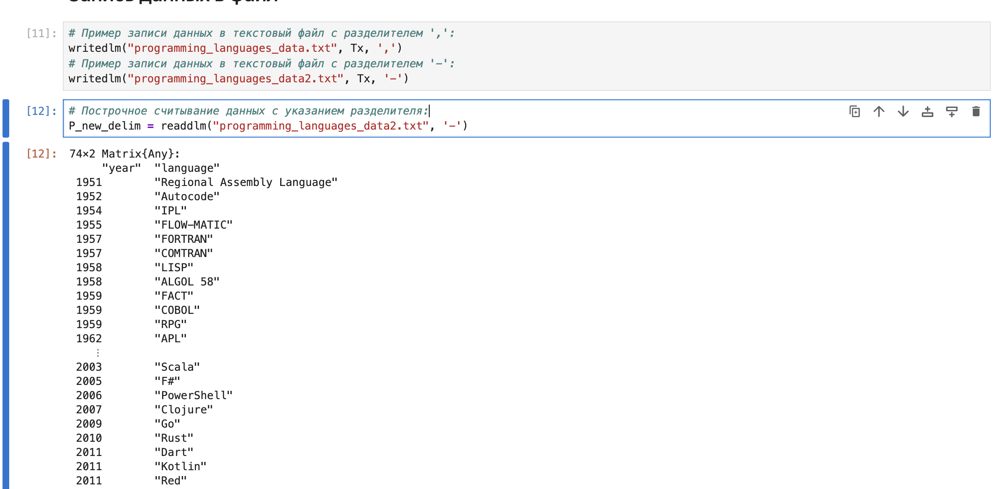 Запись данных в файл
[11]: # Пример записи данных в текстовый файл с разделителем ',':
writedlm("programming_languages_data.txt", Tx, ',')
# Пример записи данных в текстовый файл с разделителем '-':
writedlm("programming_languages_data2.txt", Tx, '-')
[12]: # Построчное считывание данных с указанием разделителя:
P_new_delim = readdlm("programming_languages_data2.txt", '-')
[12]: 74×2 Matrix{Any}:
"year" "language"
1951 "Regional Assembly Language"
1952 "Autocode"
1954 "IPL"
1955 "FLOW-MATIC"
1957 "FORTRAN"
1957 "COMTRAN"
1958 "LISP"
1958 "ALGOL 58"
1959 "FACT"
1959 "COBOL"
1959 "RPG"
1962 "APL"
⋮
2003 "Scala"
2005 "F#"
2006 "PowerShell"
2007 "Clojure"
2009 "Go"
2010 "Rust"
2011 "Dart"
2011 "Kotlin"
2011 "Red"